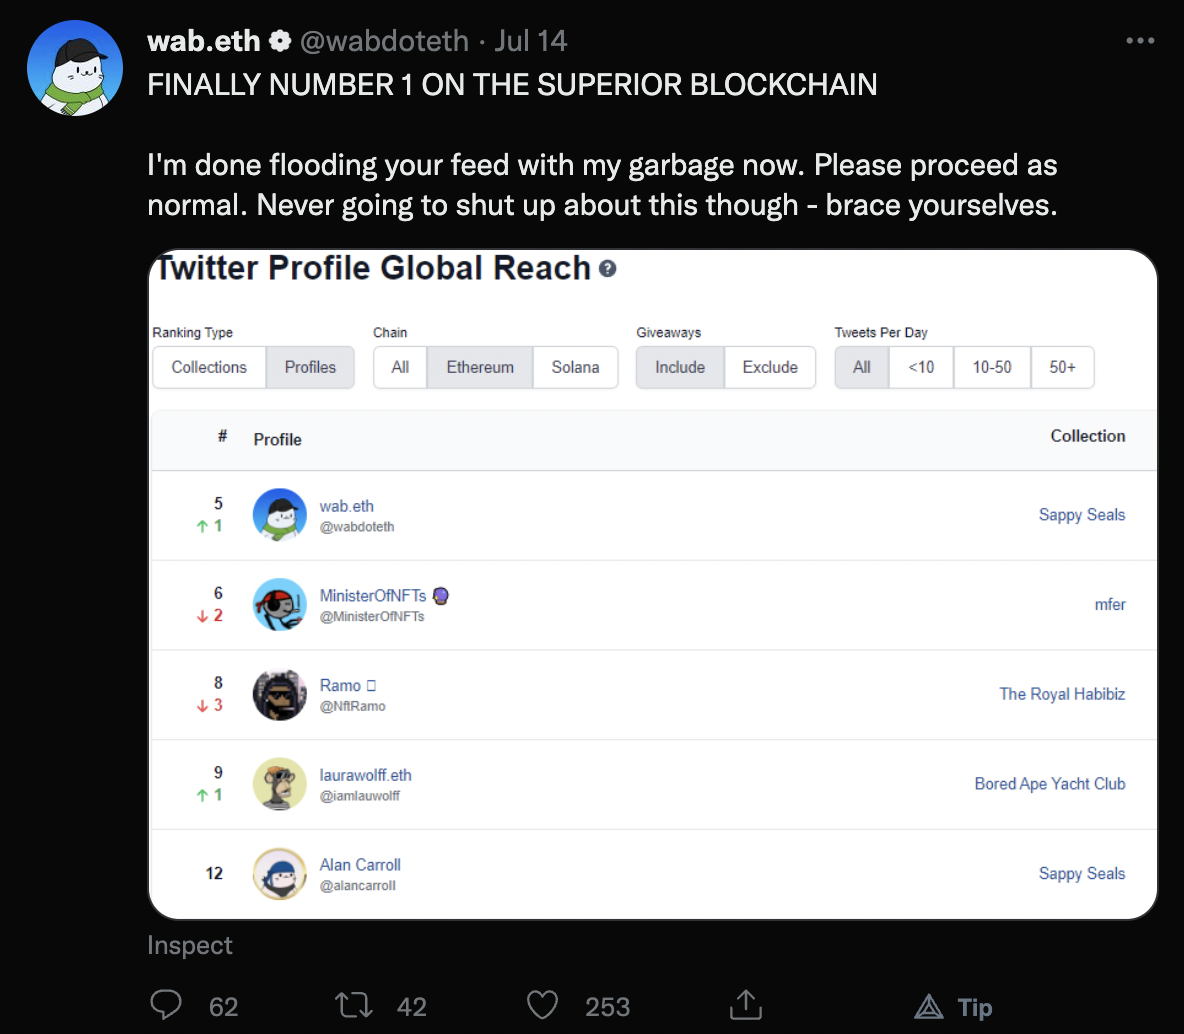 wab.eth @wabdoteth · Jul 14
FINALLY NUMBER 1 ON THE SUPERIOR BLOCKCHAIN
I'm done flooding your feed with my garbage now. Please proceed as
normal. Never going to shut up about this though - brace yourselves.
Twitter Profile Global Reach ?
Ranking Type Chain Giveaways Tweets Per Day
Collections Profiles All Ethereum Solana Include Exclude All <10 10-50 50+
# Profile Collection
5 wab.eth Sappy Seals
↑ 1 @wabdoteth
6 MinisterOfNFTs 🔮 mfer
↓ 2 @MinisterOfNFTs
8 Ramo The Royal Habibiz
↓ 3 @NftRamo
9 laurawolff.eth Bored Ape Yacht Club
↑ 1 @iamlauwolff
12 Alan Carroll Sappy Seals
@alancarroll
Inspect
62 42 253 Tip